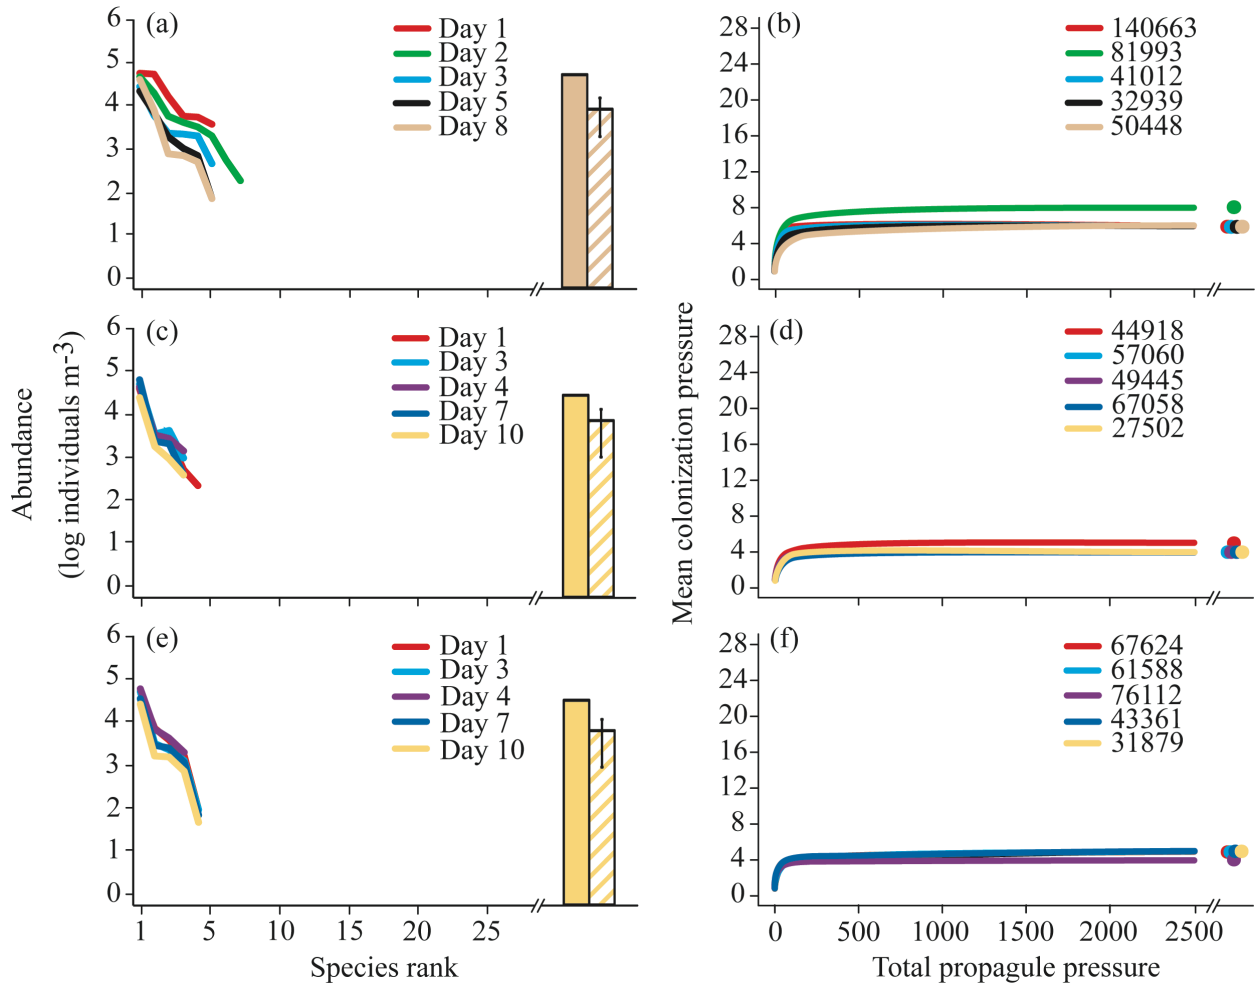 (a)
6
5
4
3
2
1
0
Day 1
Day 2
Day 3
Day 5
Day 8
(b)
28
24
20
16
12
8
4
0
140663
81993
41012
32939
50448
(c)
6
5
4
3
2
1
0
Day 1
Day 3
Day 4
Day 7
Day 10
(d)
28
24
20
16
12
8
4
0
44918
57060
49445
67058
27502
Abundance
(log individuals m-3)
Mean colonization pressure
(e)
6
5
4
3
2
1
0
Day 1
Day 3
Day 4
Day 7
Day 10
1 5 10 15 20 25
Species rank
(f)
28
24
20
16
12
8
4
0
67624
61588
76112
43361
31879
0 500 1000 1500 2000 2500
Total propagule pressure